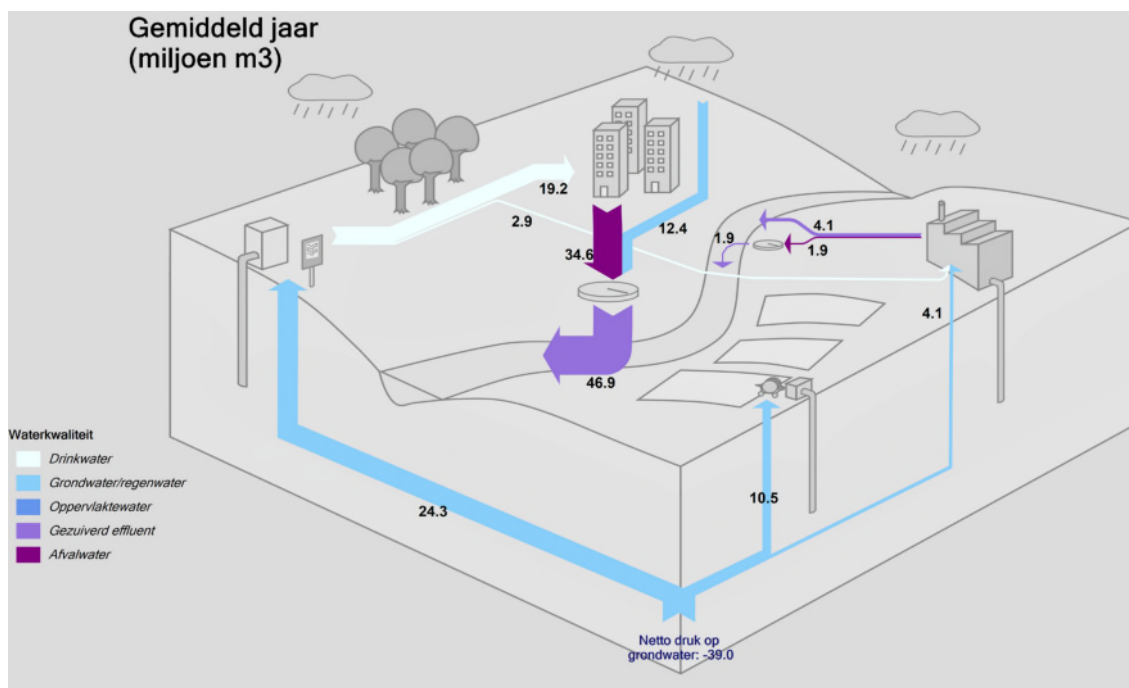 Gemiddeld jaar
(miljoen m3)
19.2
2.9
12.4
34.6
4.1
1.9
1.9
4.1
46.9
10.5
24.3
Waterkwaliteit
Drinkwater
Grondwater/regenwater
Oppervlaktewater
Gezuiverd effluent
Afvalwater
Netto druk op
grondwater: -39.0